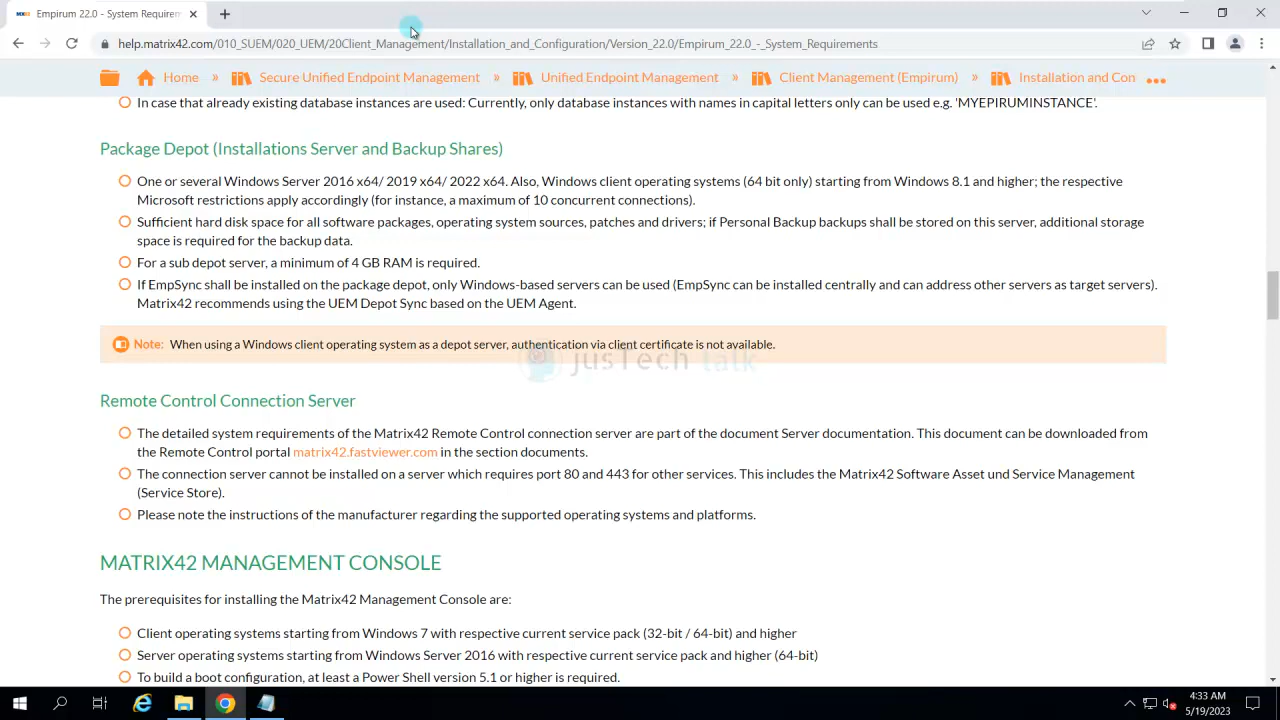 Empirum 22.0 - System Requirem
help.matrix42.com/010_SUEM/020_UEM/20Client_Management/Installation_and_Configuration/Version_22.0/Empirum_22.0_-_System_Requirements
Home » Secure Unified Endpoint Management » Unified Endpoint Management » Client Management (Empirum) » Installation and Con ...
In case that already existing database instances are used: Currently, only database instances with names in capital letters only can be used e.g. 'MYEPIRUMINSTANCE'.
Package Depot (Installations Server and Backup Shares)
One or several Windows Server 2016 x64/ 2019 x64/ 2022 x64. Also, Windows client operating systems (64 bit only) starting from Windows 8.1 and higher; the respective
Microsoft restrictions apply accordingly (for instance, a maximum of 10 concurrent connections).
Sufficient hard disk space for all software packages, operating system sources, patches and drivers; if Personal Backup backups shall be stored on this server, additional storage
space is required for the backup data.
For a sub depot server, a minimum of 4 GB RAM is required.
If EmpSync shall be installed on the package depot, only Windows-based servers can be used (EmpSync can be installed centrally and can address other servers as target servers).
Matrix42 recommends using the UEM Depot Sync based on the UEM Agent.
Note: When using a Windows client operating system as a depot server, authentication via client certificate is not available.
jusTech talk
Remote Control Connection Server
The detailed system requirements of the Matrix42 Remote Control connection server are part of the document Server documentation. This document can be downloaded from
the Remote Control portal matrix42.fastviewer.com in the section documents.
The connection server cannot be installed on a server which requires port 80 and 443 for other services. This includes the Matrix42 Software Asset und Service Management
(Service Store).
Please note the instructions of the manufacturer regarding the supported operating systems and platforms.
MATRIX42 MANAGEMENT CONSOLE
The prerequisites for installing the Matrix42 Management Console are:
Client operating systems starting from Windows 7 with respective current service pack (32-bit / 64-bit) and higher
Server operating systems starting from Windows Server 2016 with respective current service pack and higher (64-bit)
To build a boot configuration, at least a Power Shell version 5.1 or higher is required.
4:33 AM
5/19/2023